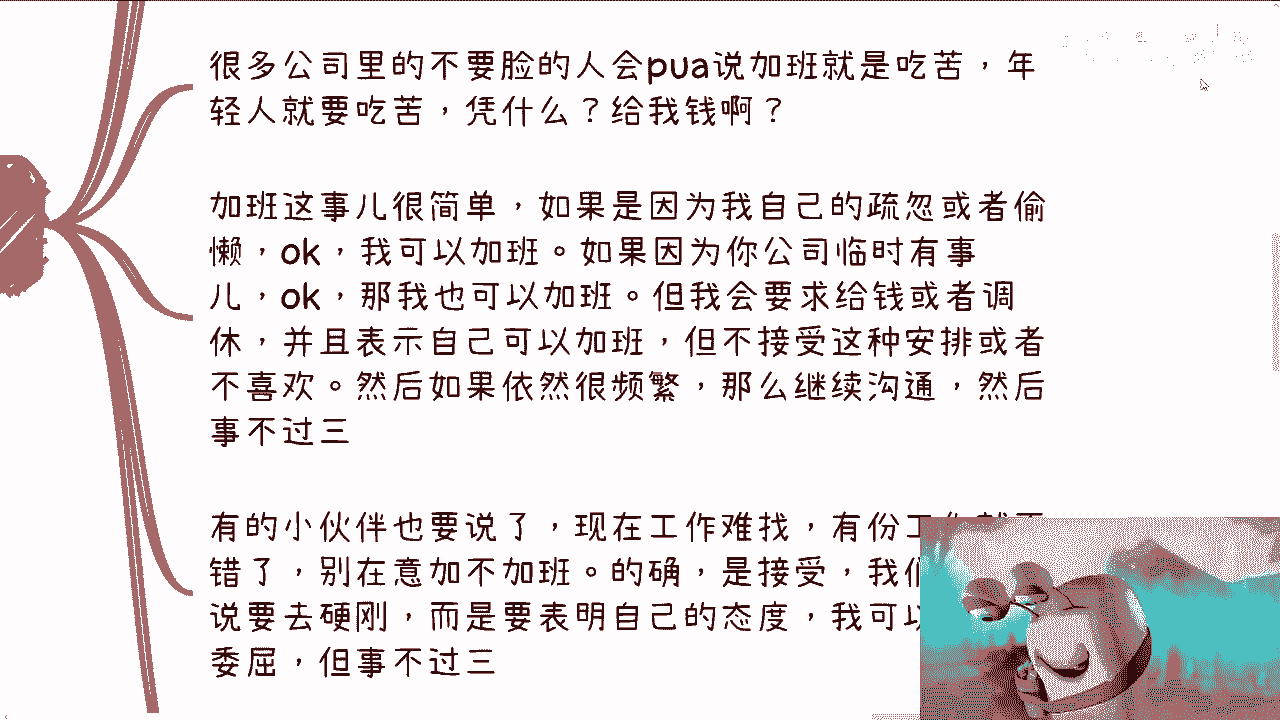 很多公司里的不要脸的人会pua说加班就是吃苦，年
轻人就要吃苦，凭什么？给我钱啊？
加班这事儿很简单，如果是因为我自己的疏忽或者偷
懒，ok，我可以加班。如果因为你公司临时有事
儿，ok，那我也可以加班。但我会要求给钱或者调
休，并且表示自己可以加班，但不接受这种安排或者
不喜欢。然后如果依然很频繁，那么继续沟通，然后
事不过三
有的小伙伴也要说了，现在工作难找，有份工作就不
错了，别在意加不加班。的确，是接受，我们
说要去硬刚，而是要表明自己的态度，我可以
委屈，但事不过三